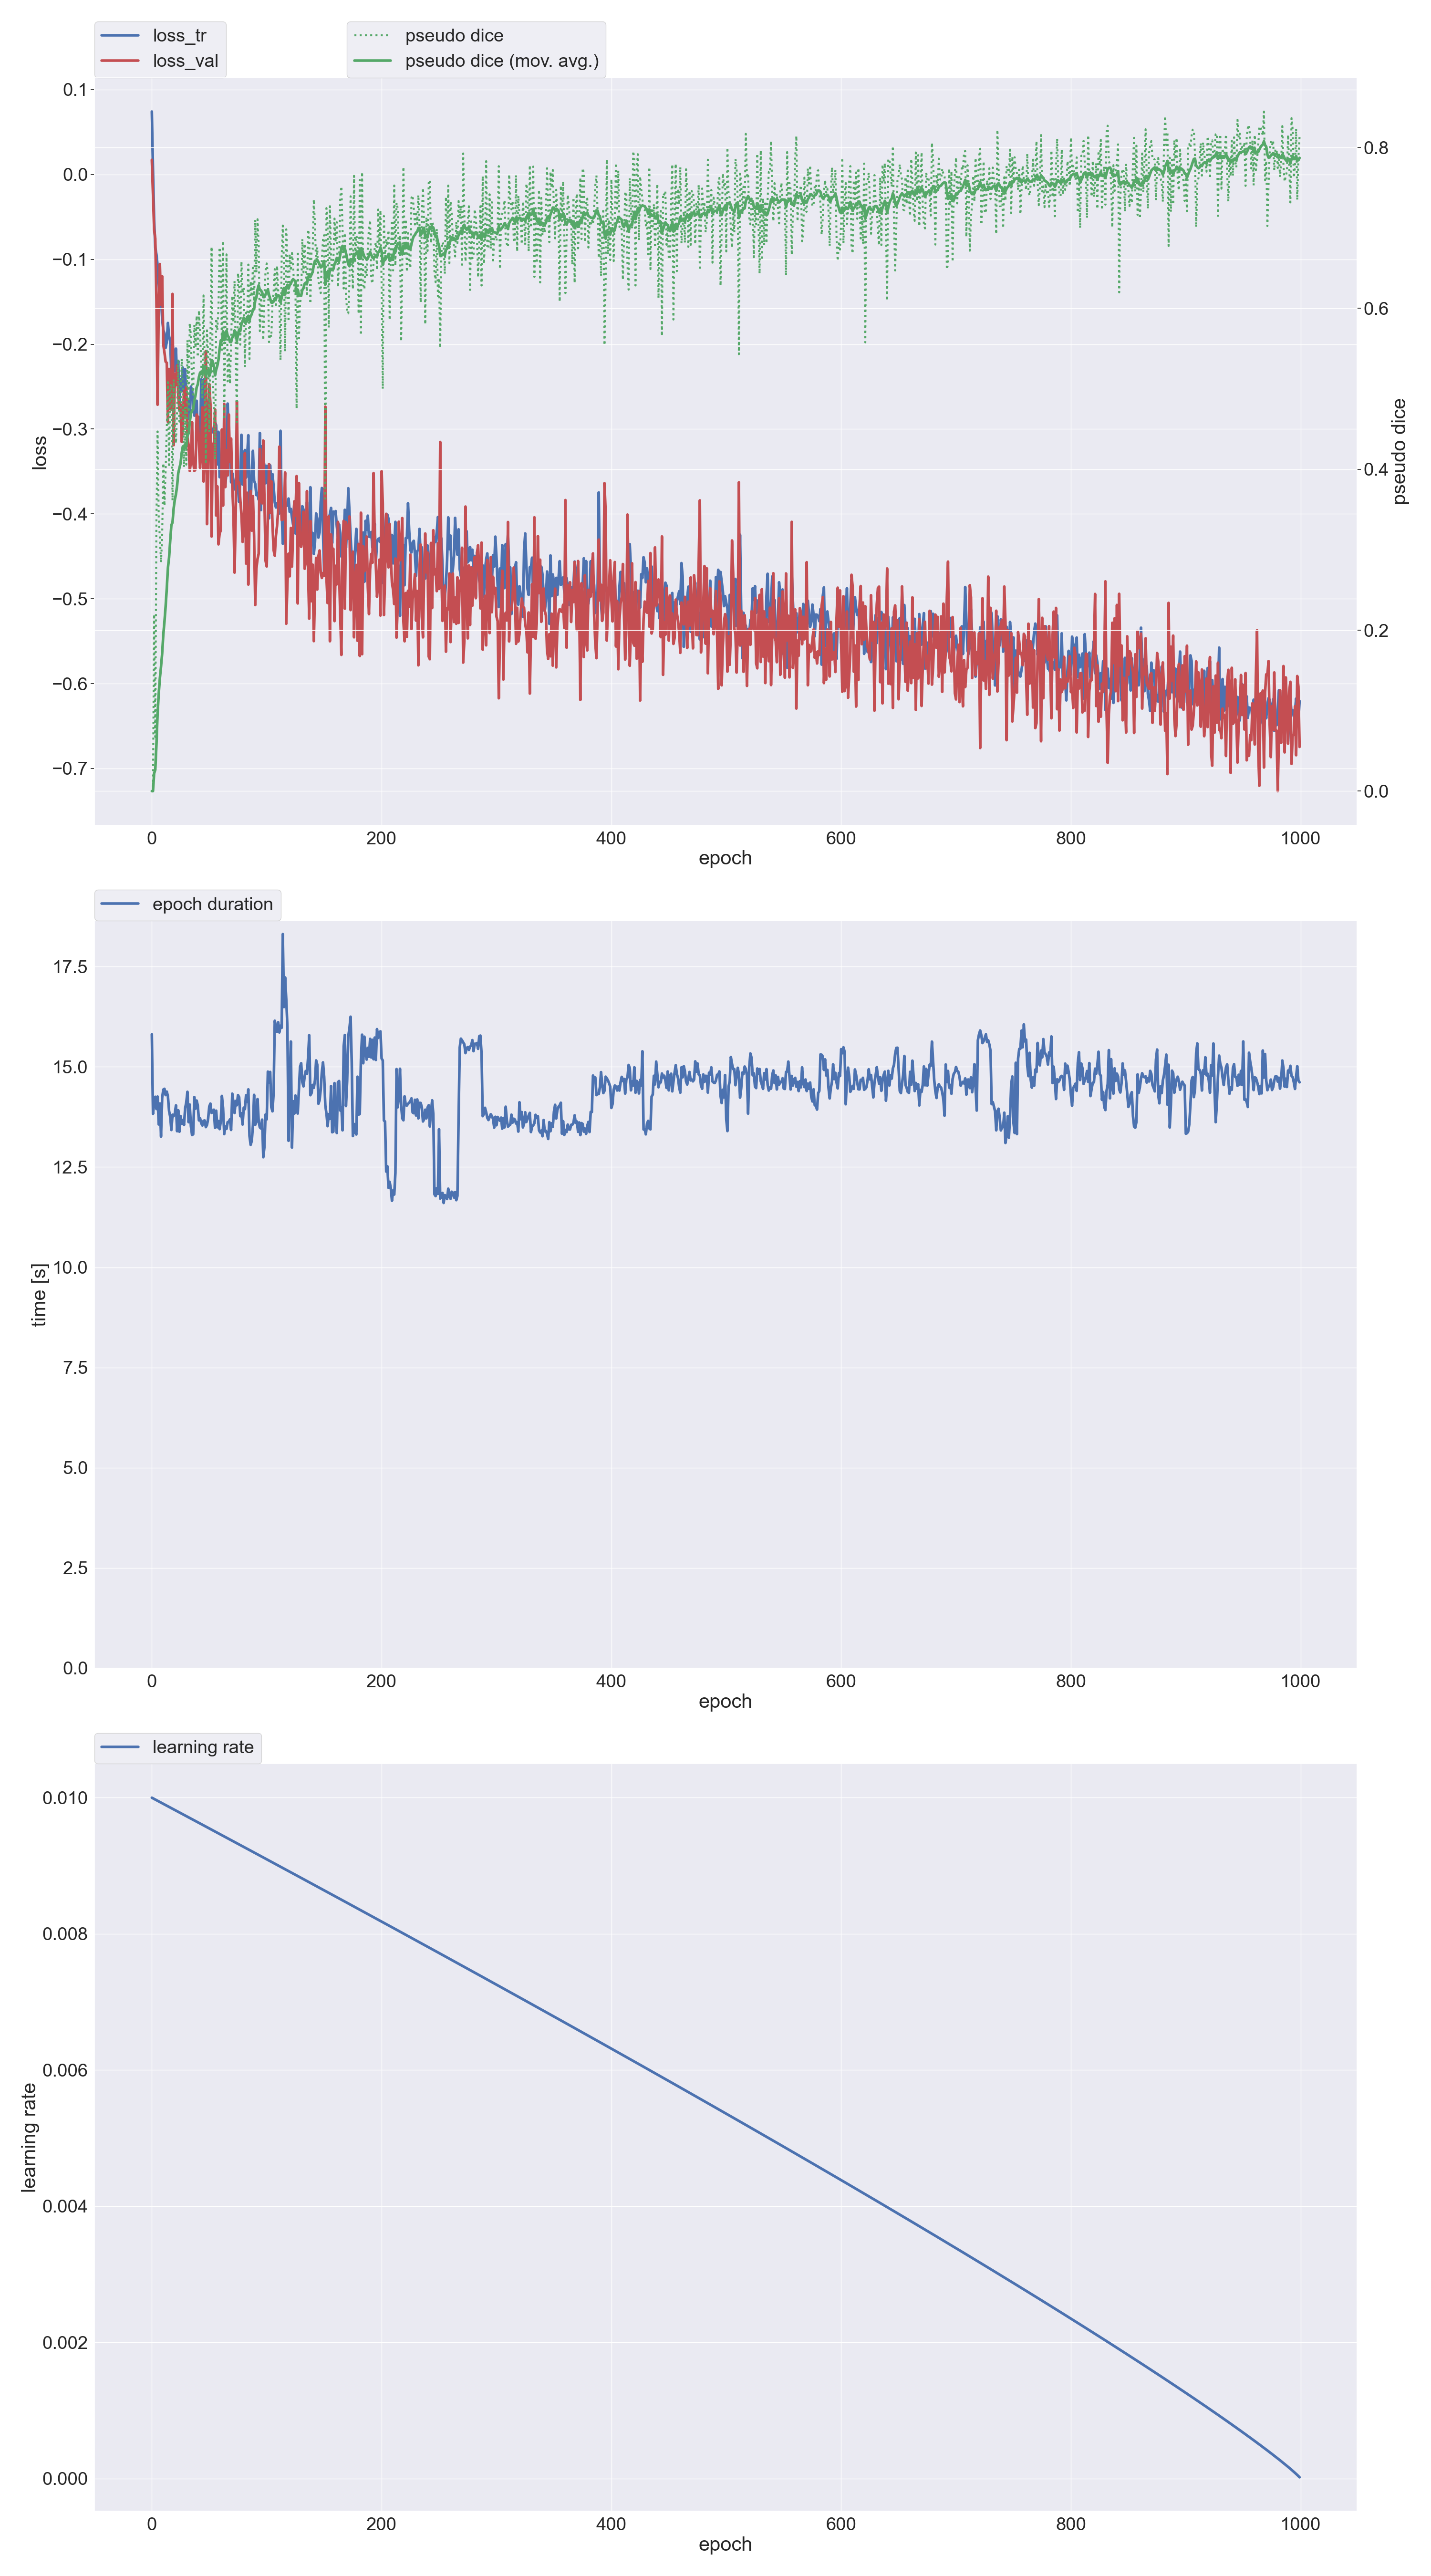 loss_tr
loss_val
pseudo dice
pseudo dice (mov. avg.)
0.1
0.0
−0.1
−0.2
−0.3
−0.4
−0.5
−0.6
−0.7
loss
0.8
0.6
0.4
0.2
0.0
pseudo dice
0 200 400 600 800 1000
epoch
epoch duration
17.5
15.0
12.5
10.0
7.5
5.0
2.5
0.0
time [s]
0 200 400 600 800 1000
epoch
learning rate
0.010
0.008
0.006
0.004
0.002
0.000
learning rate
0 200 400 600 800 1000
epoch